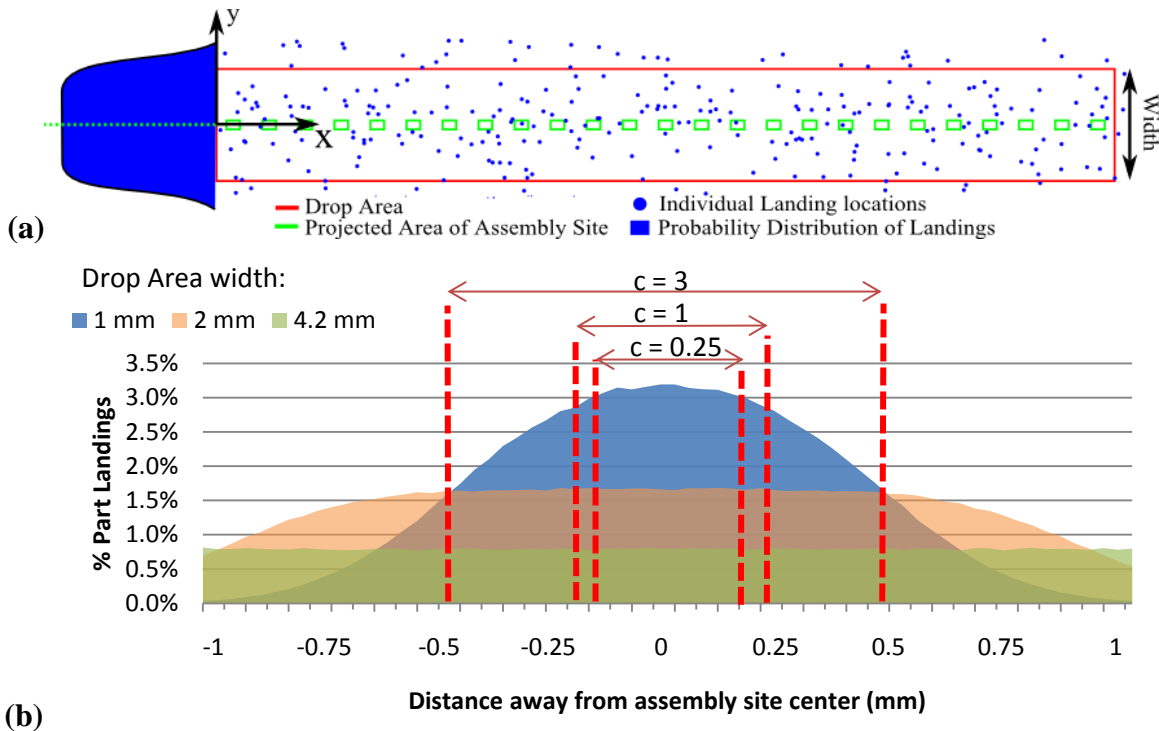 y
X
Width
Drop Area
Individual Landing locations
Projected Area of Assembly Site
Probability Distribution of Landings
(a)
Drop Area width:
1 mm 2 mm 4.2 mm
c = 3
c = 1
c = 0.25
3.5%
3.0%
2.5%
2.0%
1.5%
1.0%
0.5%
0.0%
% Part Landings
-1 -0.75 -0.5 -0.25 0 0.25 0.5 0.75 1
Distance away from assembly site center (mm)
(b)